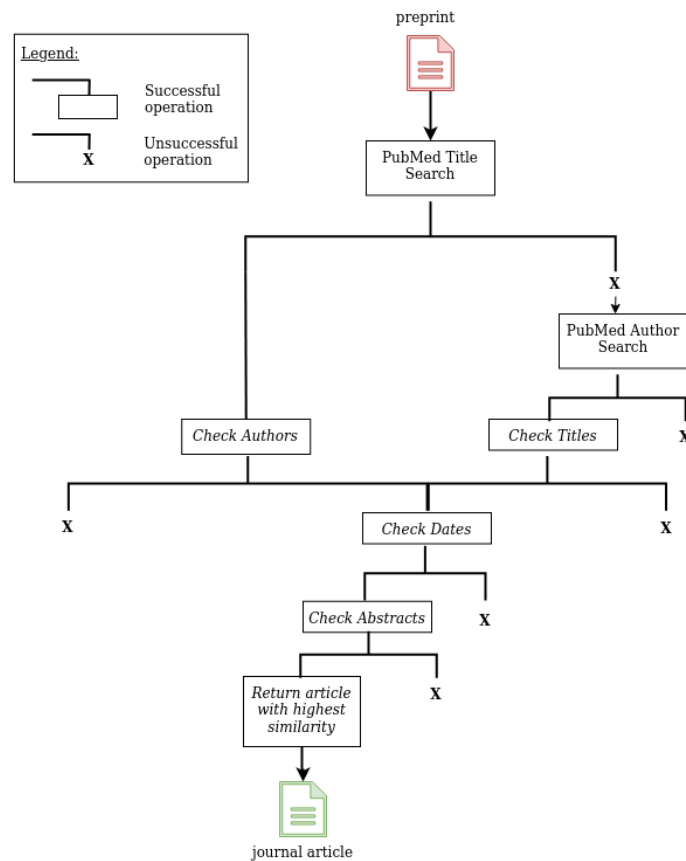 preprint
Legend:
Successful
operation
Unsuccessful
operation
X
PubMed Title
Search
X
PubMed Author
Search
Check Authors
Check Titles
X
X
Check Dates
X
Check Abstracts
X
X
Return article
with highest
similarity
journal article